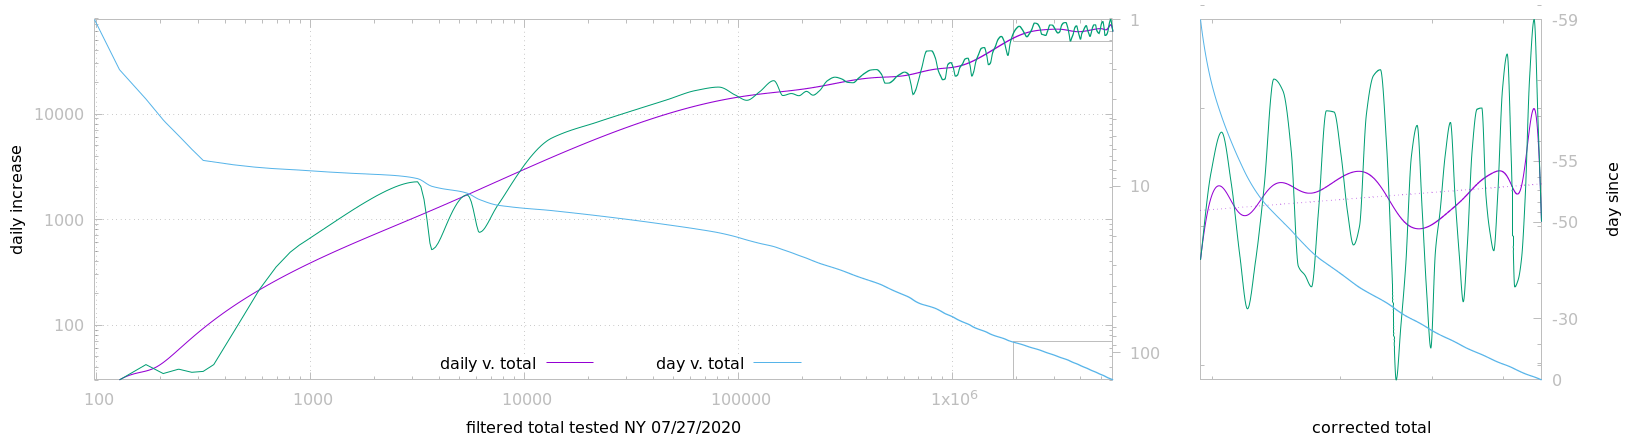 daily increase
10000
1000
100
100
1000
10000
100000
1x10^6
1
10
100
daily v. total
day v. total
filtered total tested NY 07/27/2020
-59
-55
-50
-30
0
day since
corrected total